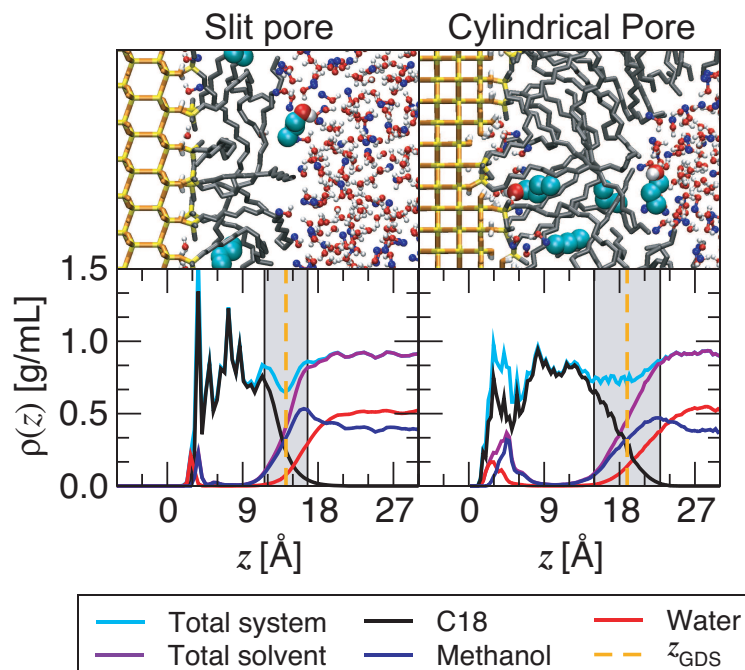 Slit pore Cylindrical Pore
1.5
1.0
0.5
0.0
ρ(z) [g/mL]
0 9 18 27 0 9 18 27
z [Å] z [Å]
Total system C18 Water
Total solvent Methanol zGDS